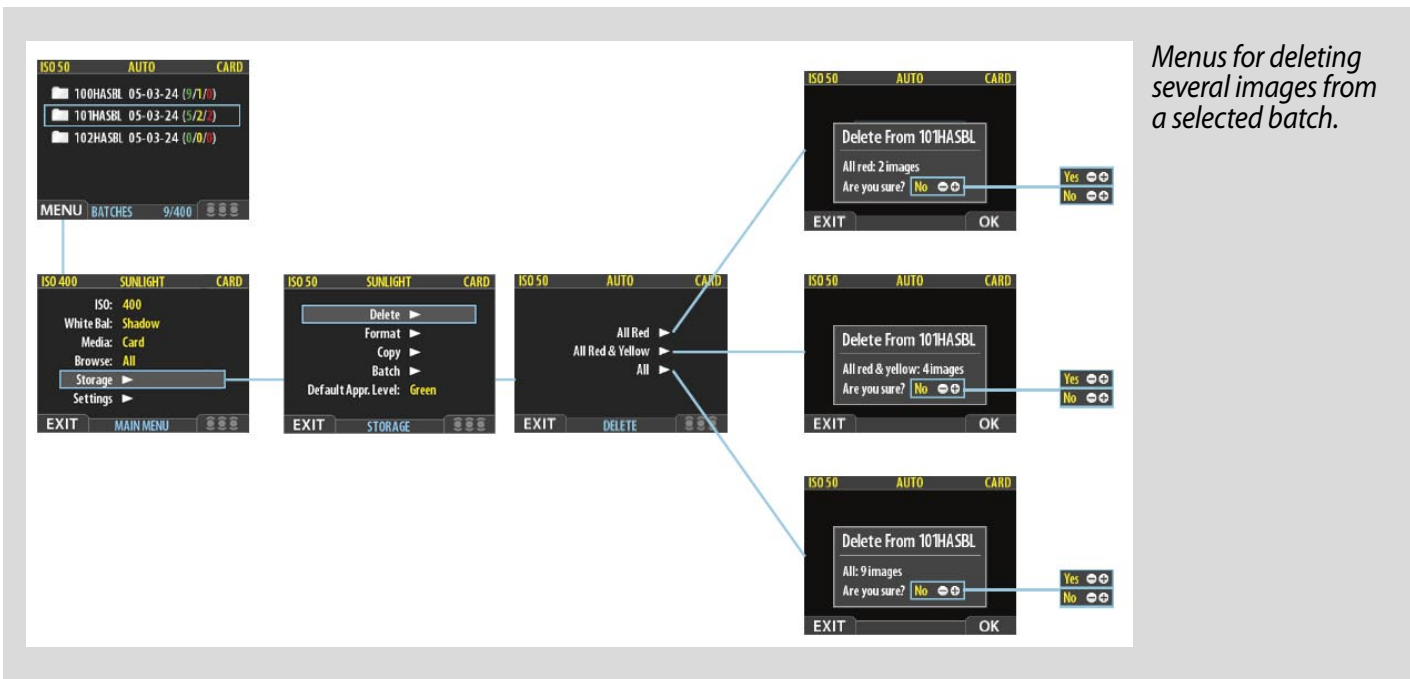 Menus for deleting
several images from
a selected batch.
ISO 50 AUTO CARD
100HASBL 05-03-24 (9/1/0)
101HASBL 05-03-24 (5/2/2)
102HASBL 05-03-24 (0/0/0)
MENU BATCHES 9/400
ISO 400 SUNLIGHT CARD
ISO: 400
White Bal: Shadow
Media: Card
Browse: All
Storage ►
Settings ►
EXIT MAIN MENU
ISO 50 SUNLIGHT CARD
Delete ►
Format ►
Copy ►
Batch ►
Default Appr. Level: Green
EXIT STORAGE
ISO 50 AUTO CARD
All Red ►
All Red & Yellow ►
All ►
EXIT DELETE
ISO 50 AUTO CARD
Delete From 101HASBL
All red: 2 images
Are you sure? No
EXIT OK
Yes
No
ISO 50 AUTO CARD
Delete From 101HASBL
All red & yellow: 4 images
Are you sure? No
EXIT OK
Yes
No
ISO 50 AUTO CARD
Delete From 101HASBL
All: 9 images
Are you sure? No
EXIT OK
Yes
No